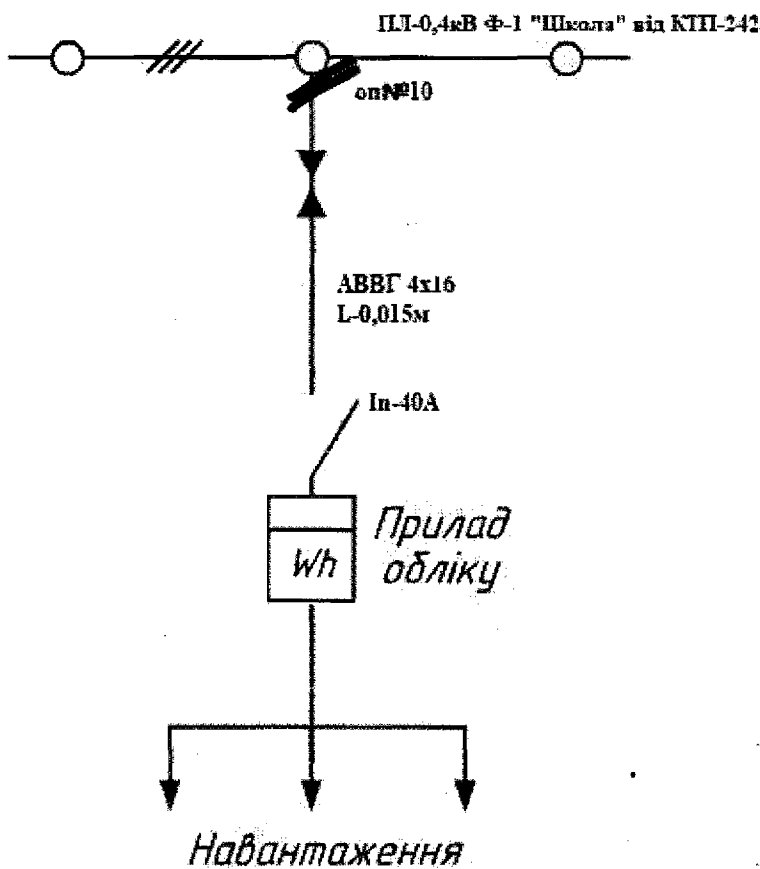 ПЛ-0,4кВ Ф-1 "Школа" від КТП-242
оп№10
АВВГ 4х16
L-0,015м
In-40А
Прилад
обліку
Wh
Навантаження